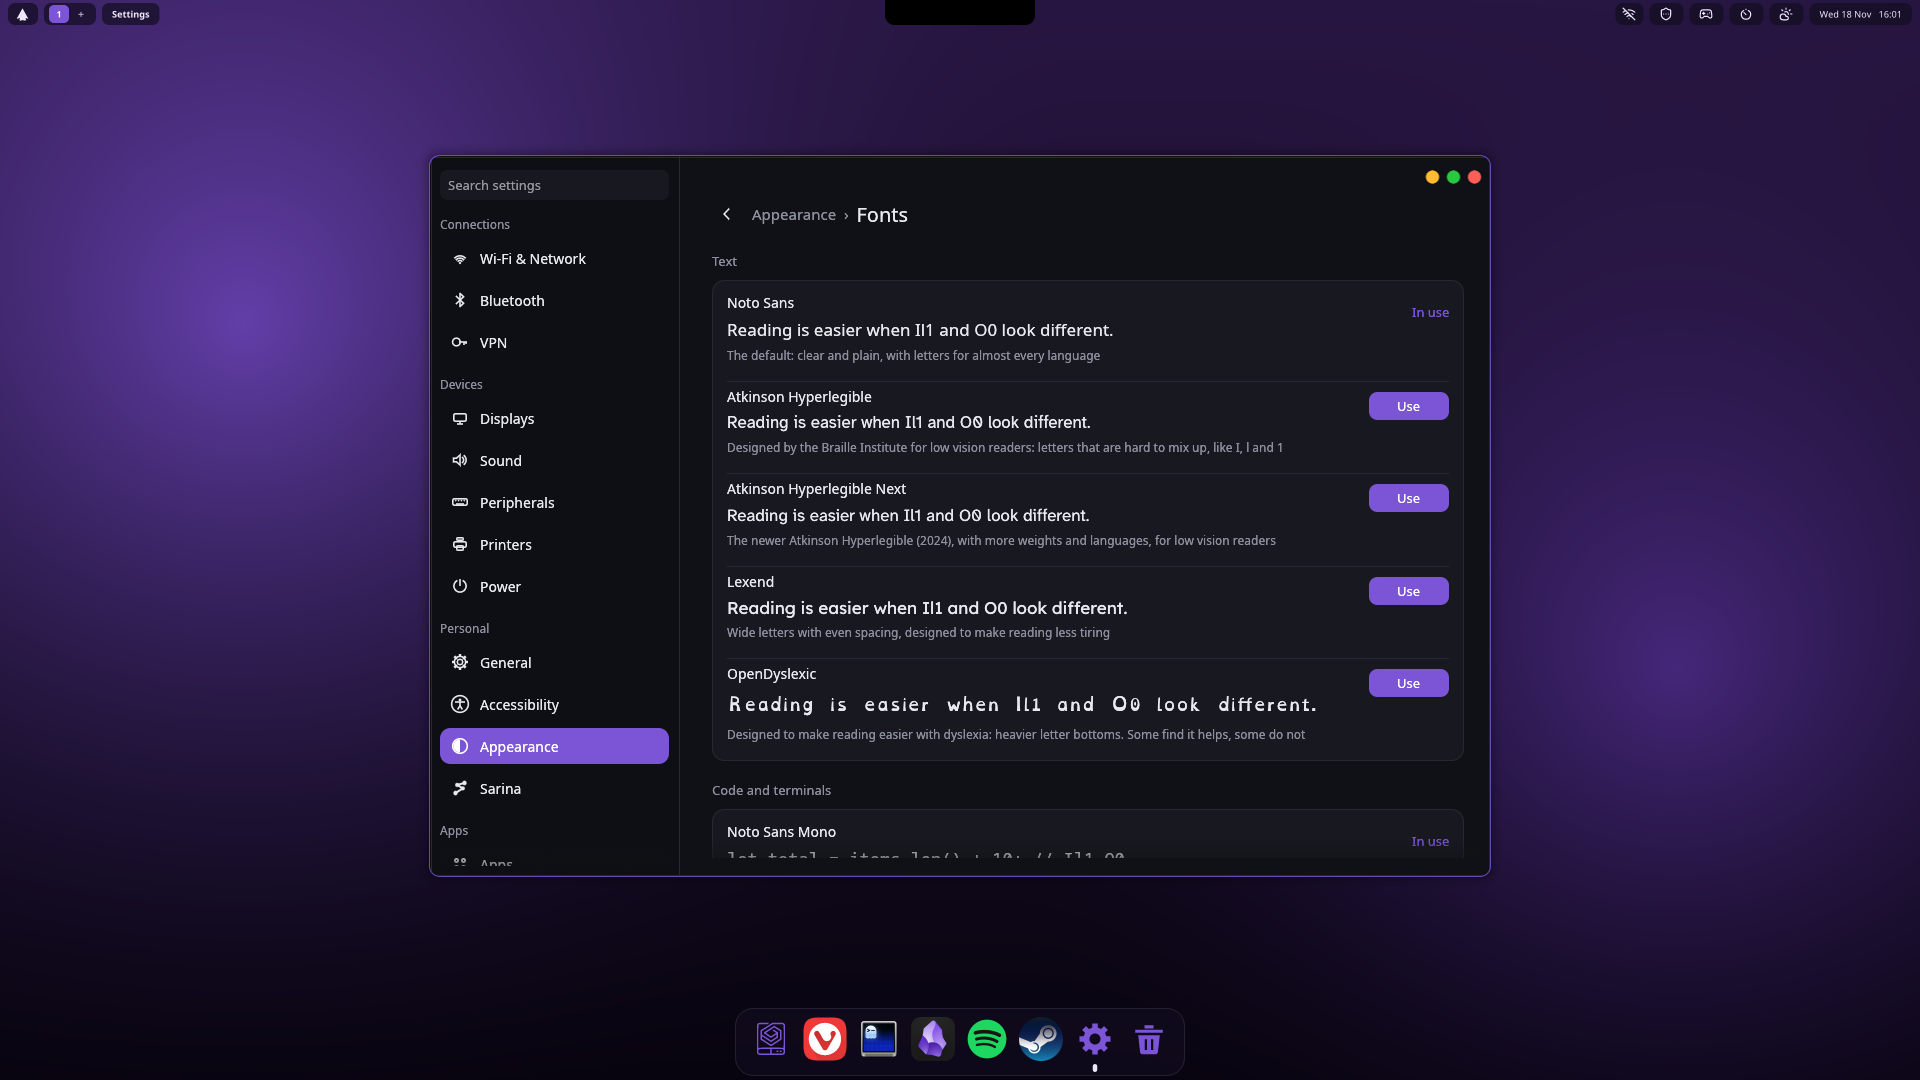 1 + Settings
Wed 18 Nov 16:01
Search settings
Connections
Wi-Fi & Network
Bluetooth
VPN
Devices
Displays
Sound
Peripherals
Printers
Power
Personal
General
Accessibility
Appearance
Sarina
Apps
Apps
Appearance › Fonts
Text
Noto Sans
In use
Reading is easier when Il1 and O0 look different.
The default: clear and plain, with letters for almost every language
Atkinson Hyperlegible
Use
Reading is easier when Il1 and O0 look different.
Designed by the Braille Institute for low vision readers: letters that are hard to mix up, like I, l and 1
Atkinson Hyperlegible Next
Use
Reading is easier when Il1 and O0 look different.
The newer Atkinson Hyperlegible (2024), with more weights and languages, for low vision readers
Lexend
Use
Reading is easier when Il1 and O0 look different.
Wide letters with even spacing, designed to make reading less tiring
OpenDyslexic
Use
Reading is easier when Il1 and O0 look different.
Designed to make reading easier with dyslexia: heavier letter bottoms. Some find it helps, some do not
Code and terminals
Noto Sans Mono
In use
let total = items.len() + 10; // Il1 O0